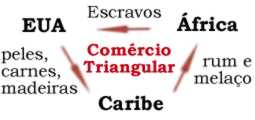 Escravos
EUA
África
Comércio
Triangular
peles,
carnes,
madeiras
rum e
melaço
Caribe